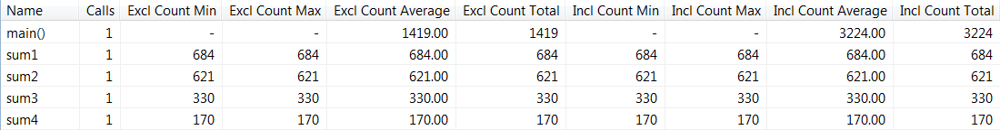 Name Calls Excl Count Min Excl Count Max Excl Count Average Excl Count Total Incl Count Min Incl Count Max Incl Count Average Incl Count Total
main() 1 - - 1419.00 1419 - - 3224.00 3224
sum1 1 684 684 684.00 684 684 684 684.00 684
sum2 1 621 621 621.00 621 621 621 621.00 621
sum3 1 330 330 330.00 330 330 330 330.00 330
sum4 1 170 170 170.00 170 170 170 170.00 170